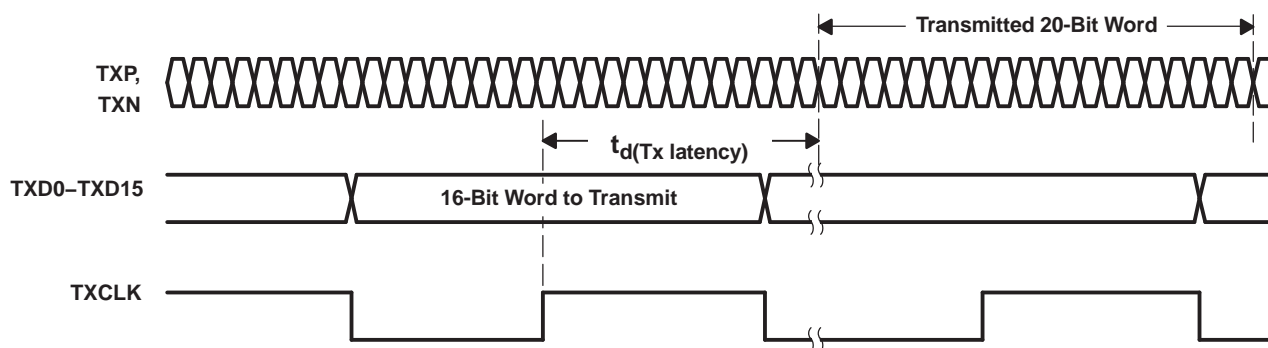 Transmitted 20-Bit Word
TXP,
TXN
td(Tx latency)
TXD0–TXD15
16-Bit Word to Transmit
TXCLK